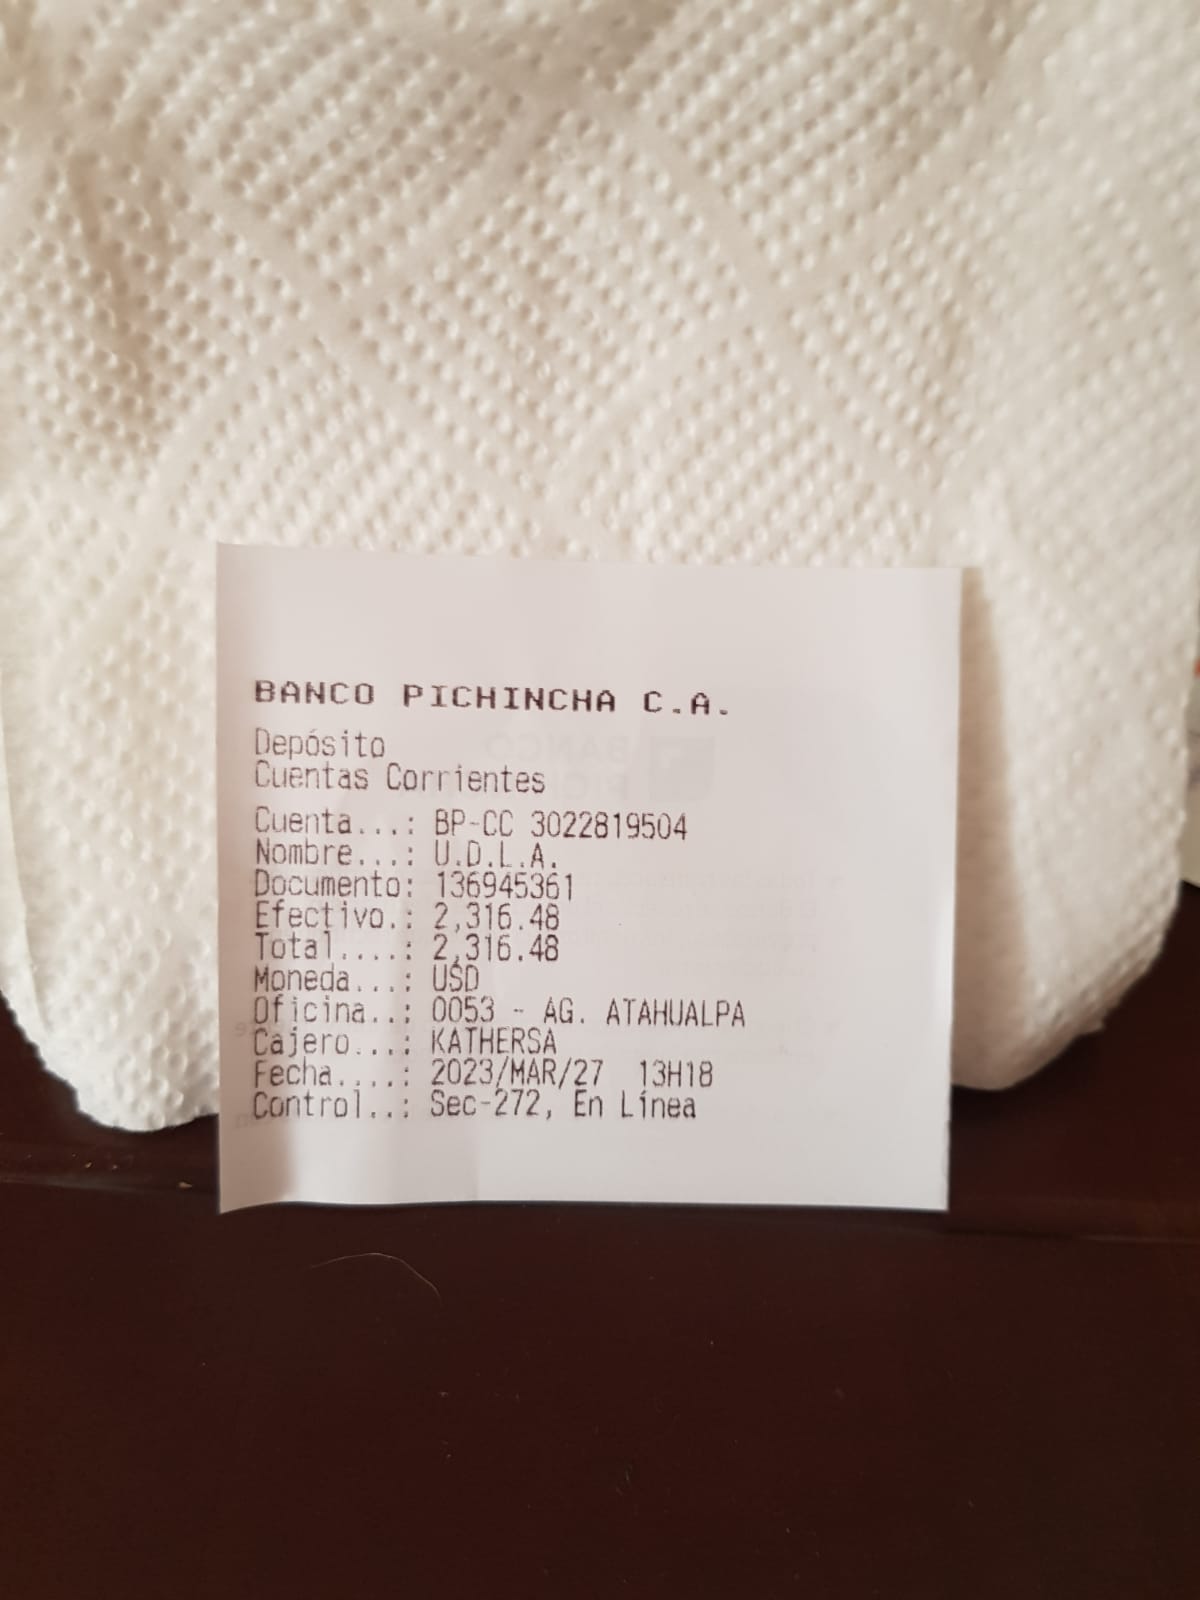 BANCO PICHINCHA C.A.
Depósito
Cuentas Corrientes
Cuenta...: BP-CC 3022819504
Nombre...: U.D.L.A.
Documento: 136945361
Efectivo.: 2,316.48
Total....: 2,316.48
Moneda...: USD
Oficina..: 0053 - AG. ATAHUALPA
Cajero...: KATHERSA
Fecha....: 2023/MAR/27 13H18
Control..: Sec-272, En Línea